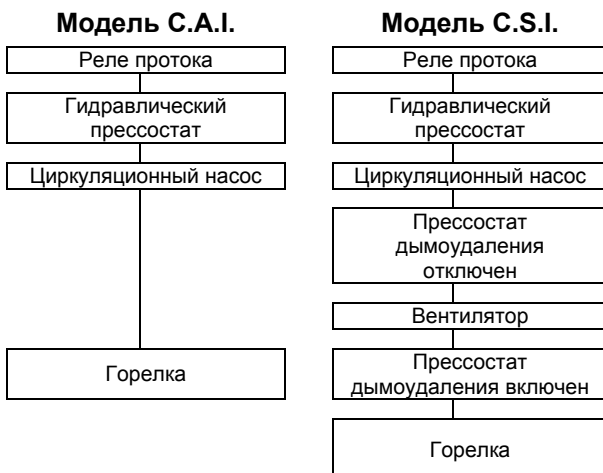 Модель C.A.I.
Реле протока
Гидравлический
прессостат
Циркуляционный насос
Горелка
Модель C.S.I.
Реле протока
Гидравлический
прессостат
Циркуляционный насос
Прессостат
дымоудаления
отключен
Вентилятор
Прессостат
дымоудаления включен
Горелка